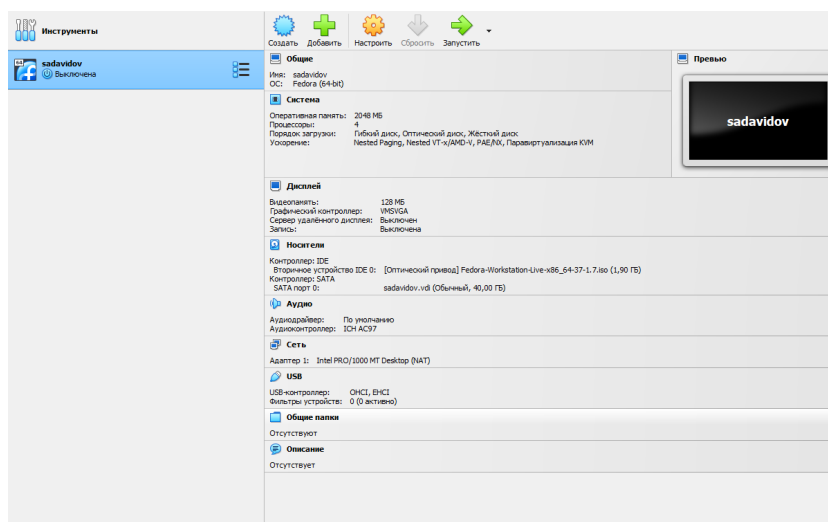 Инструменты
Создать Добавить Настроить Сбросить Запустить
64
sadavidov
Выключена
Общие
Имя: sadavidov
ОС: Fedora (64-bit)
Превью
sadavidov
Система
Оперативная память: 2048 МБ
Процессоры: 4
Порядок загрузки: Гибкий диск, Оптический диск, Жёсткий диск
Ускорение: Nested Paging, Nested VT-x/AMD-V, PAE/NX, Паравиртуализация KVM
Дисплей
Видеопамять: 128 МБ
Графический контроллер: VMSVGA
Сервер удалённого дисплея: Выключен
Запись: Выключена
Носители
Контроллер: IDE
Вторичное устройство IDE 0: [Оптический привод] Fedora-Workstation-Live-x86_64-37-1.7.iso (1,90 ГБ)
Контроллер: SATA
SATA порт 0: sadavidov.vdi (Обычный, 40,00 ГБ)
Аудио
Аудиодрайвер: По умолчанию
Аудиоконтроллер: ICH AC97
Сеть
Адаптер 1: Intel PRO/1000 MT Desktop (NAT)
USB
USB-контроллер: OHCI, EHCI
Фильтры устройств: 0 (0 активно)
Общие папки
Отсутствуют
Описание
Отсутствует